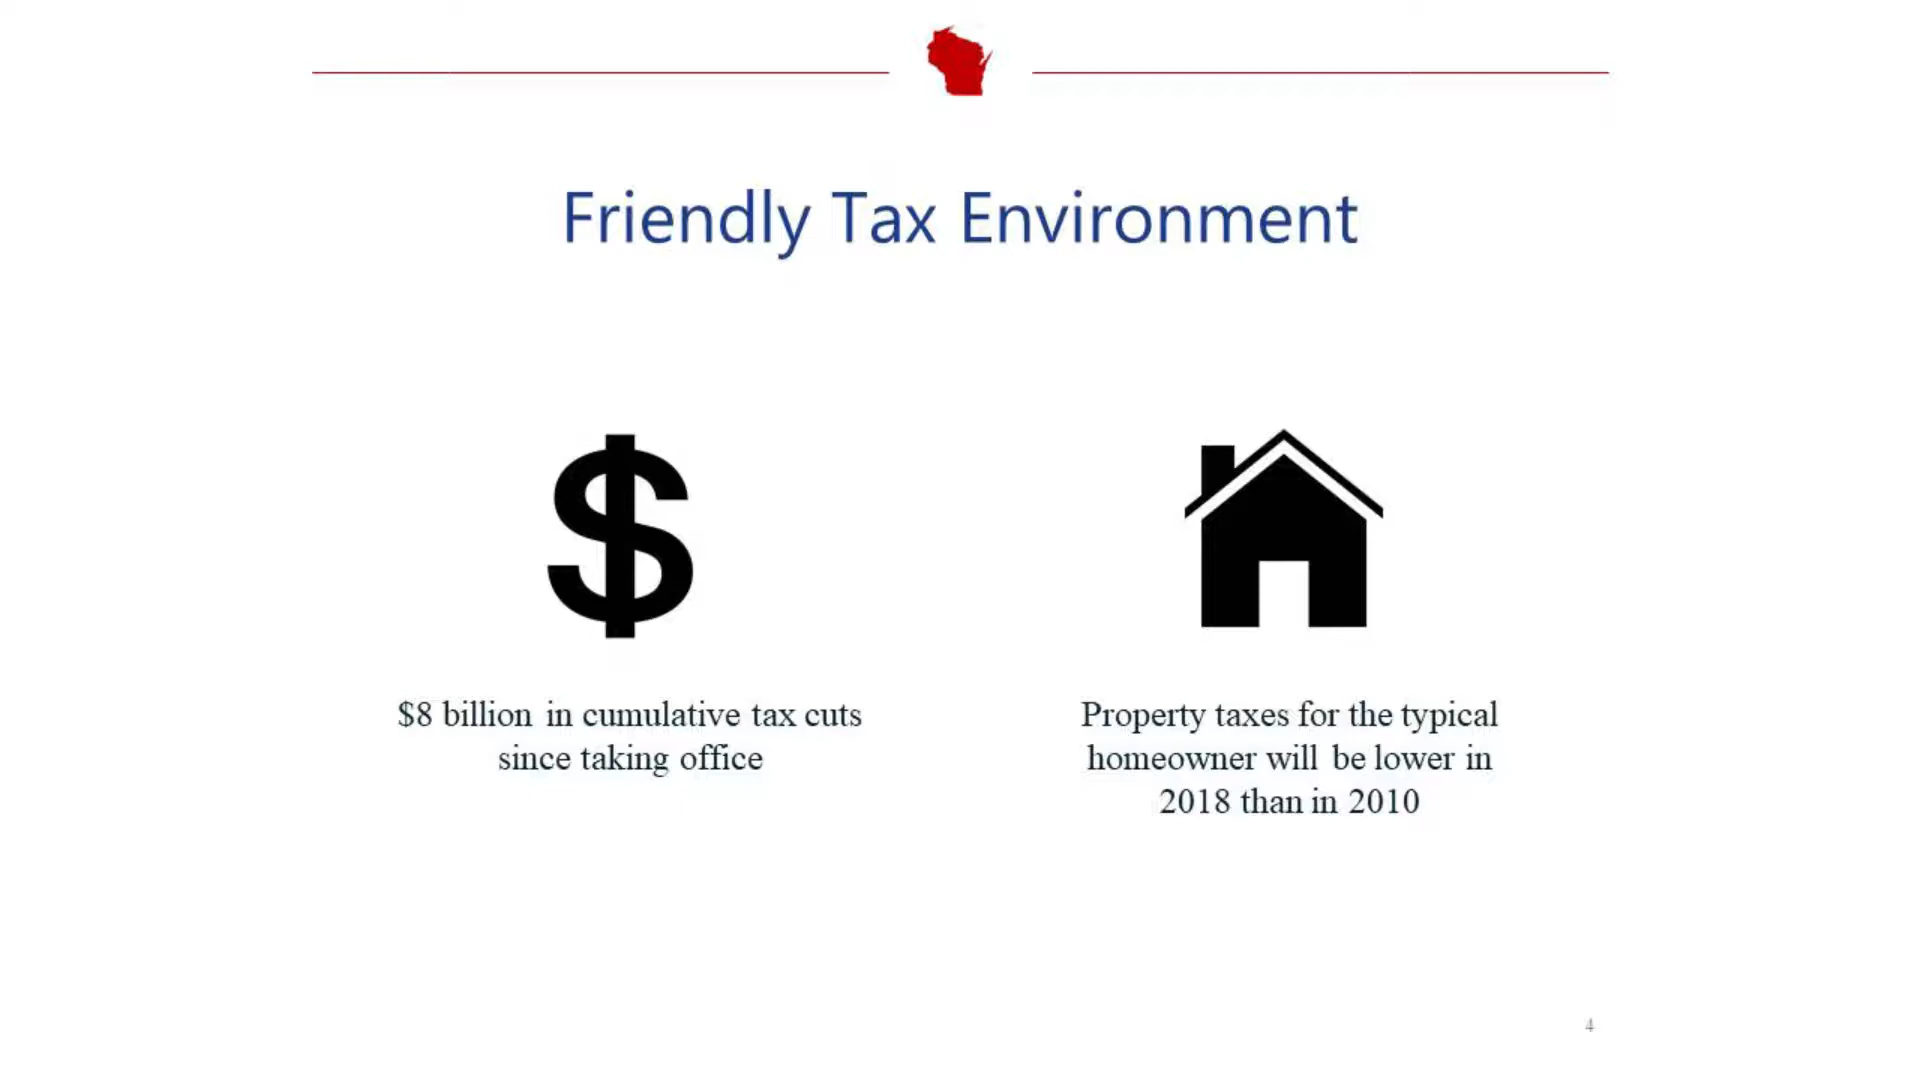 Friendly Tax Environment
$8 billion in cumulative tax cuts
since taking office
Property taxes for the typical
homeowner will be lower in
2018 than in 2010
4